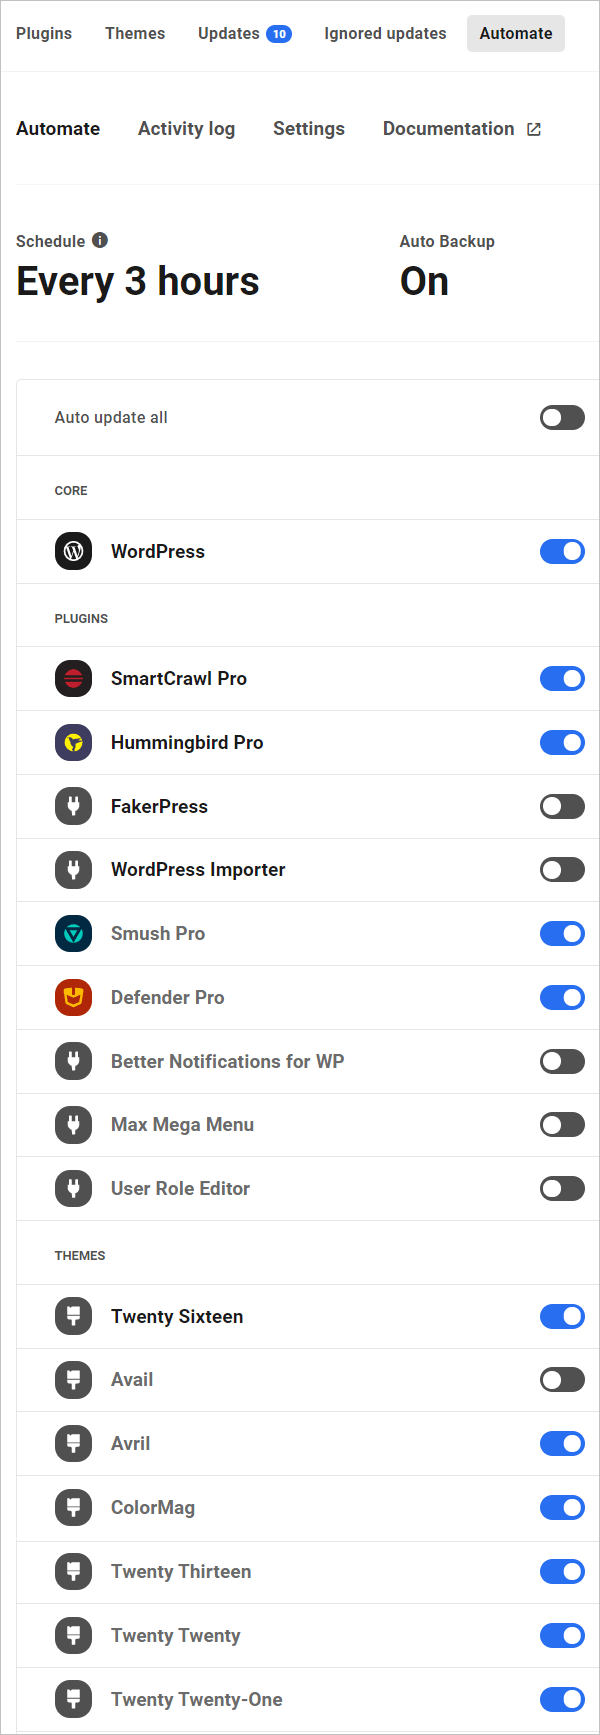 Plugins Themes Updates 10 Ignored updates Automate
Automate Activity log Settings Documentation
Schedule Auto Backup
Every 3 hours On
Auto update all
CORE
WordPress
PLUGINS
SmartCrawl Pro
Hummingbird Pro
FakerPress
WordPress Importer
Smush Pro
Defender Pro
Better Notifications for WP
Max Mega Menu
User Role Editor
THEMES
Twenty Sixteen
Avail
Avril
ColorMag
Twenty Thirteen
Twenty Twenty
Twenty Twenty-One